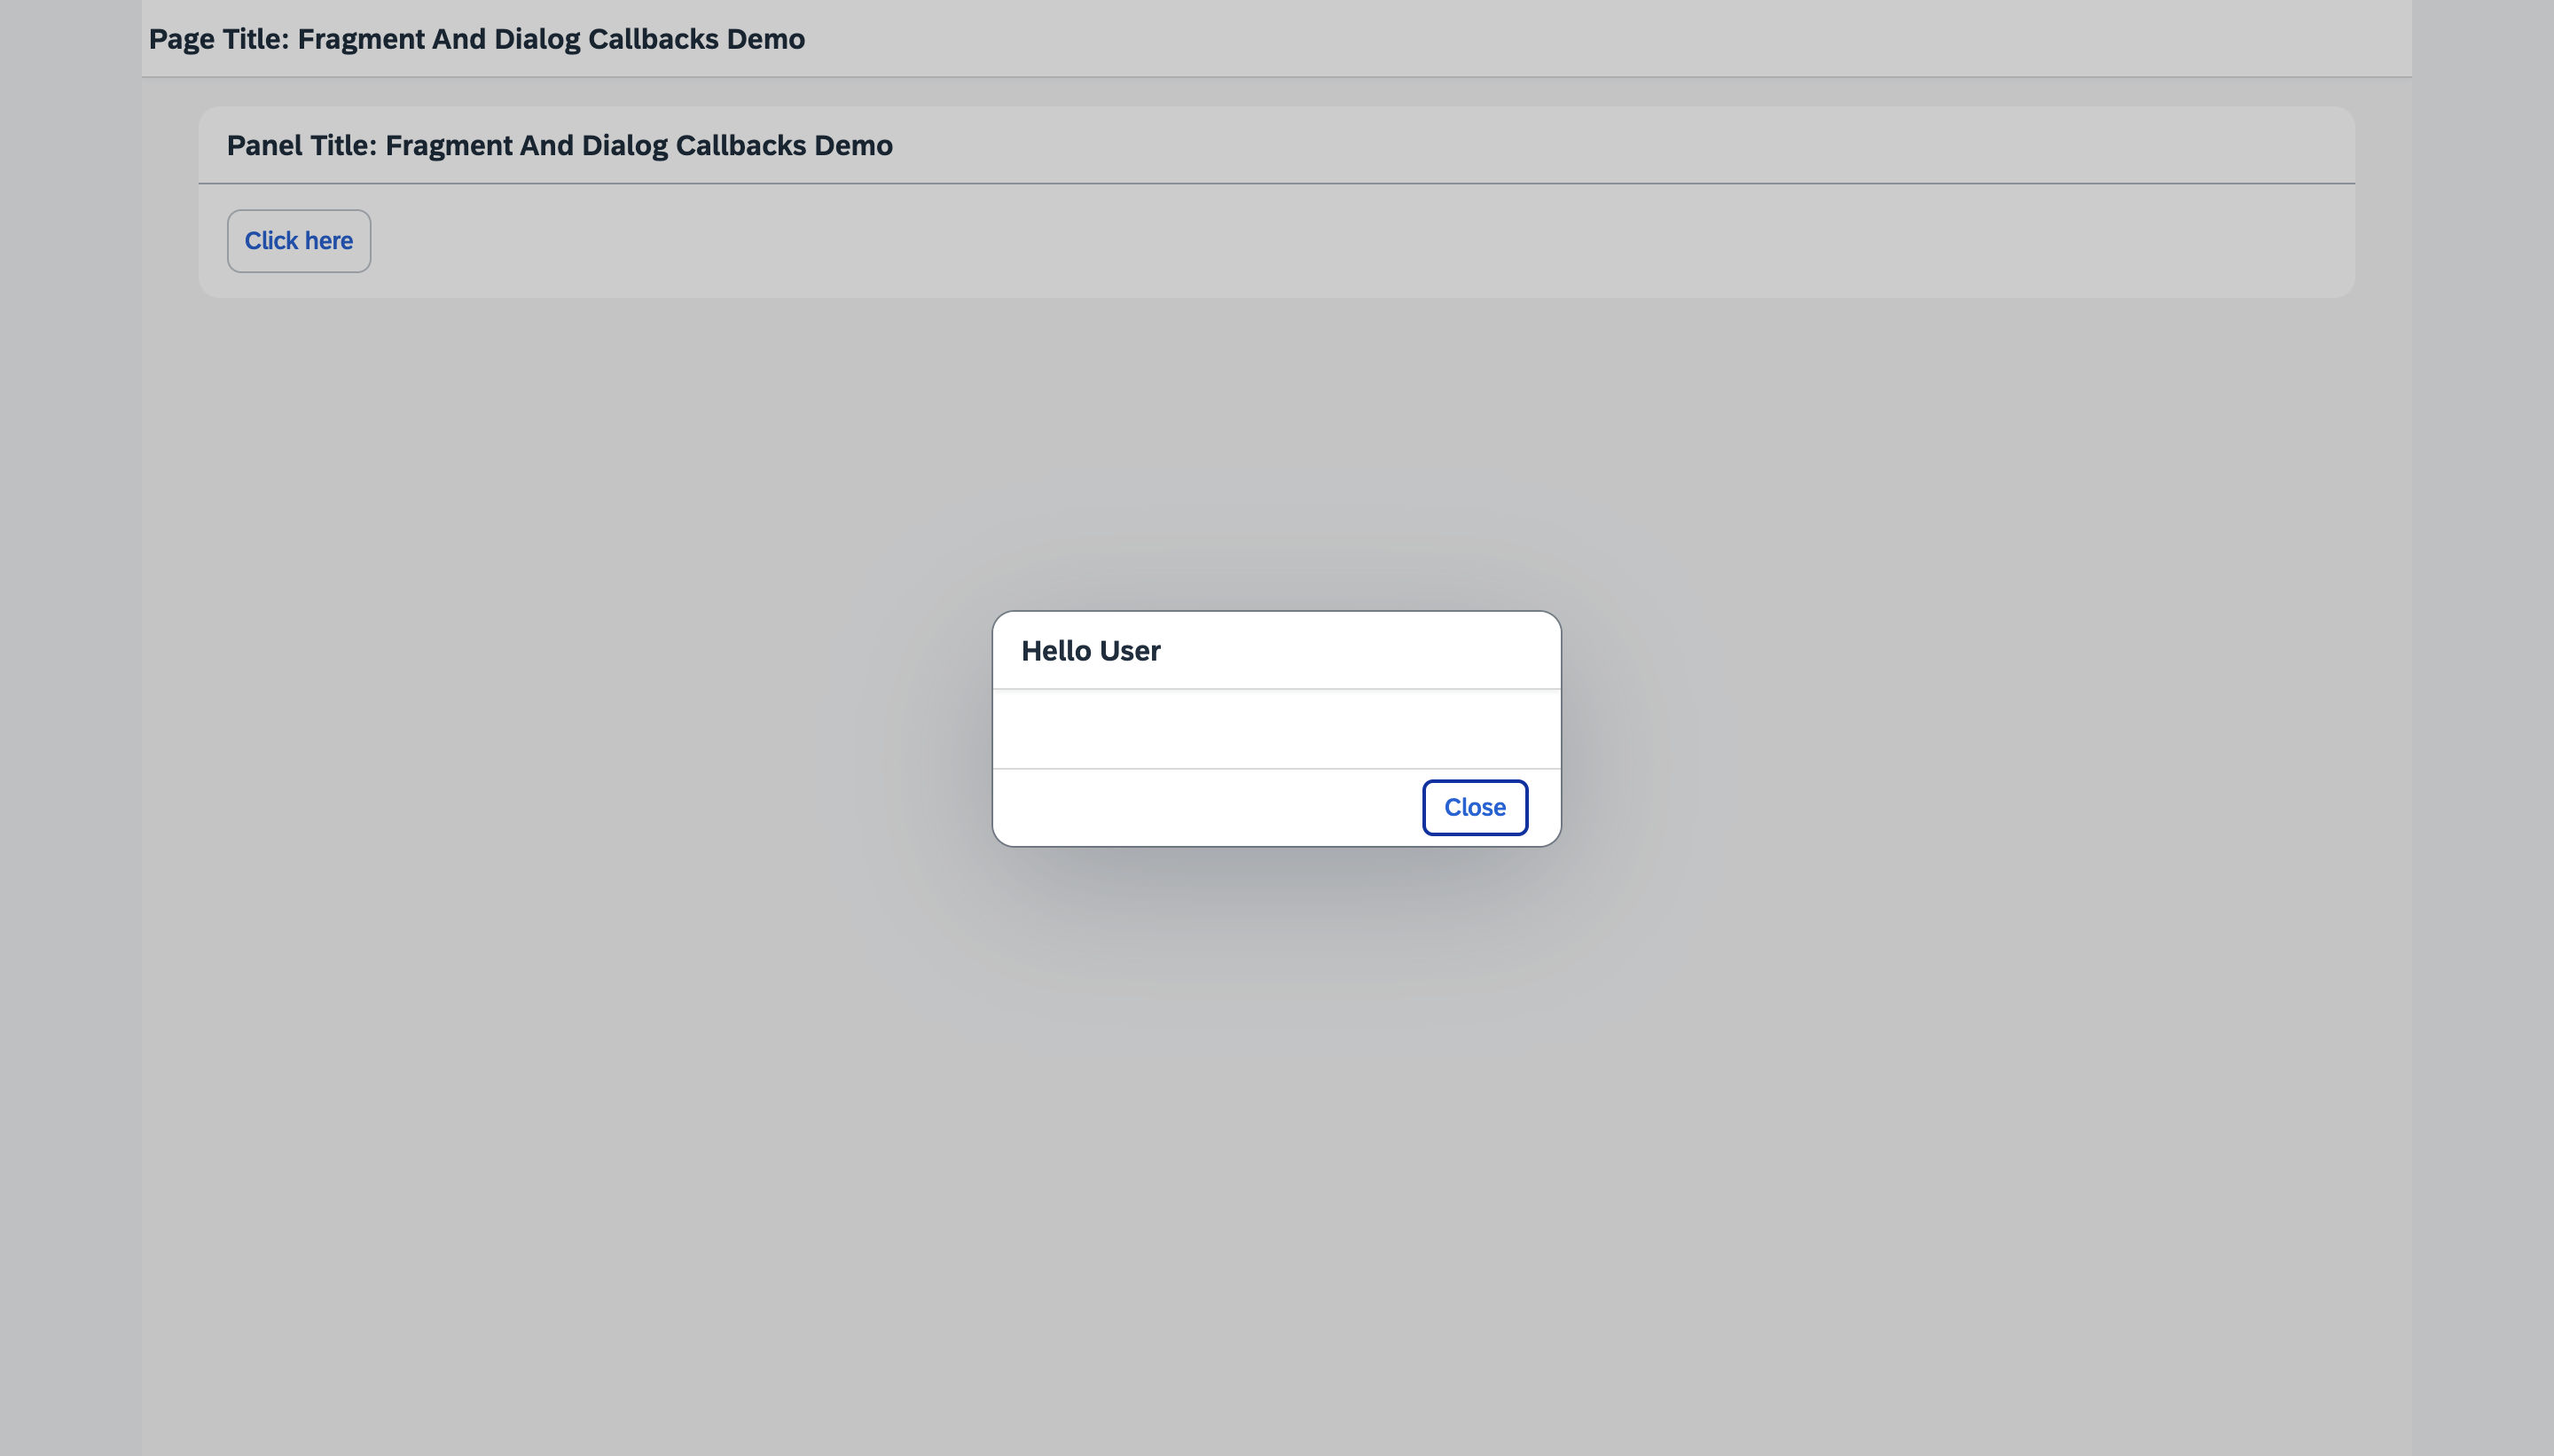 Page Title: Fragment And Dialog Callbacks Demo
Panel Title: Fragment And Dialog Callbacks Demo
Click here
Hello User
Close